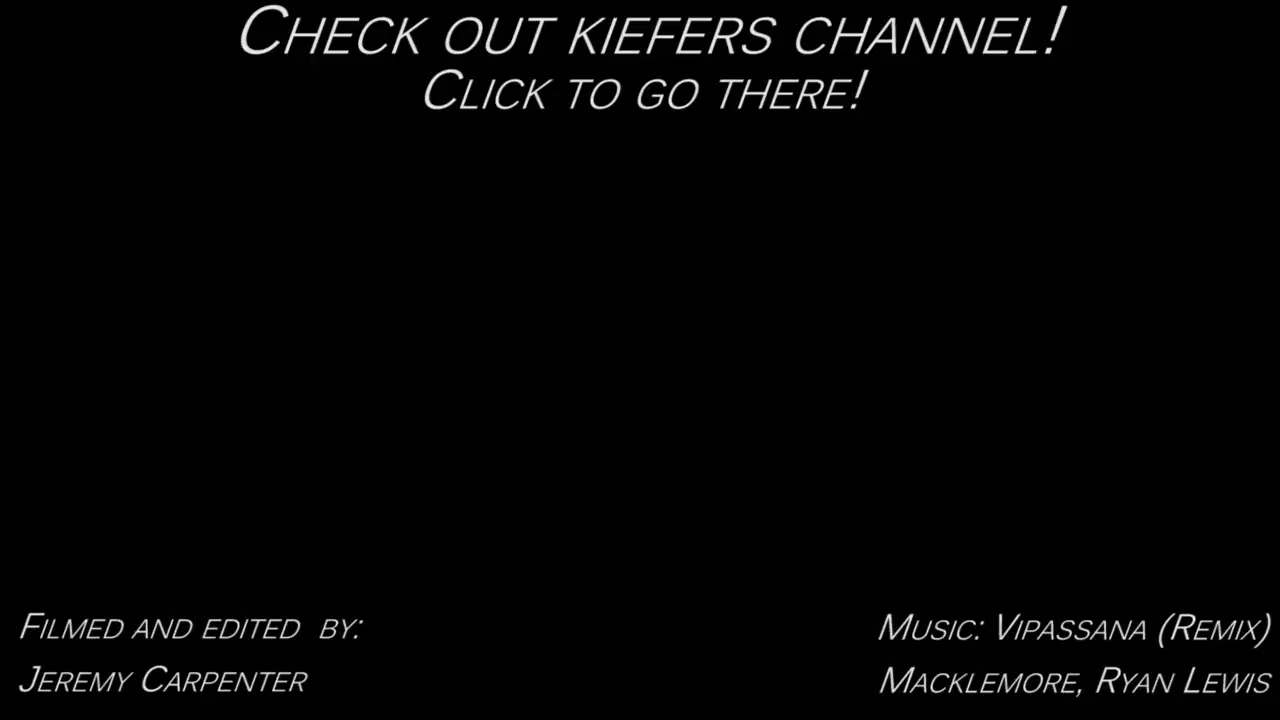 Check out kiefers channel!
Click to go there!
Filmed and edited by:
Jeremy Carpenter
Music: Vipassana (Remix)
Macklemore, Ryan Lewis